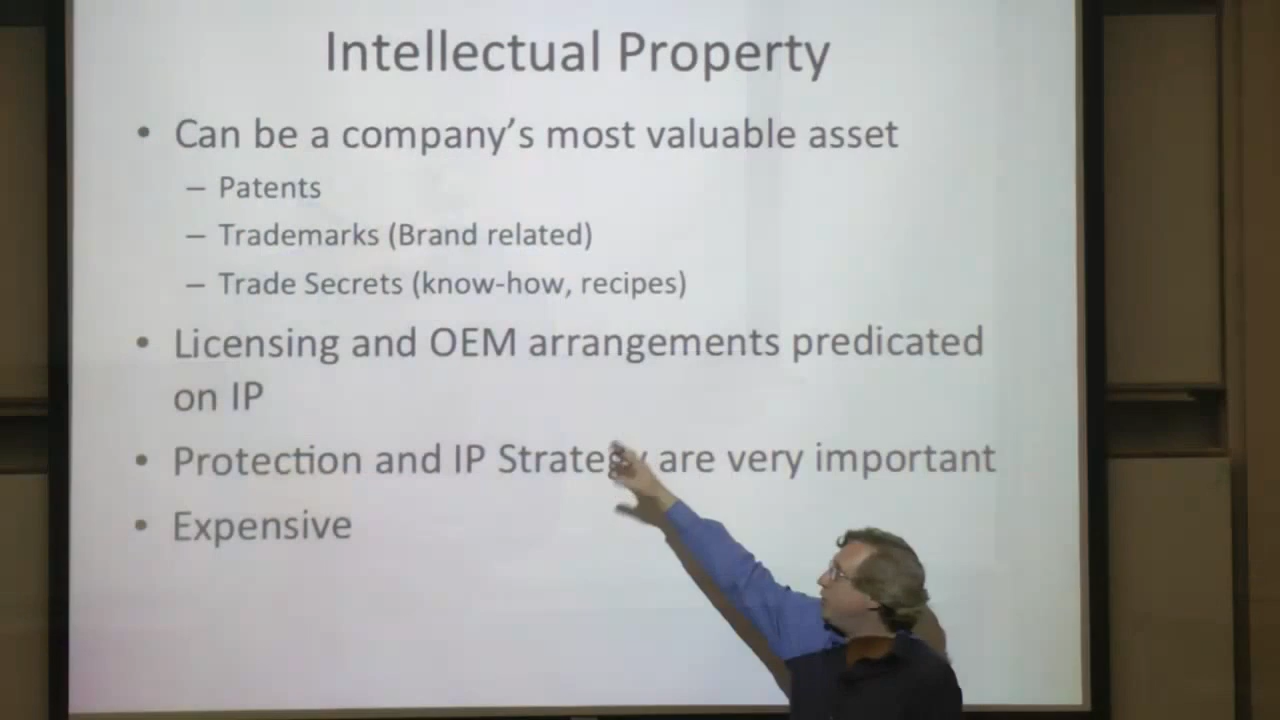 Intellectual Property
• Can be a company's most valuable asset
– Patents
– Trademarks (Brand related)
– Trade Secrets (know-how, recipes)
• Licensing and OEM arrangements predicated
on IP
• Protection and IP Strategy are very important
• Expensive